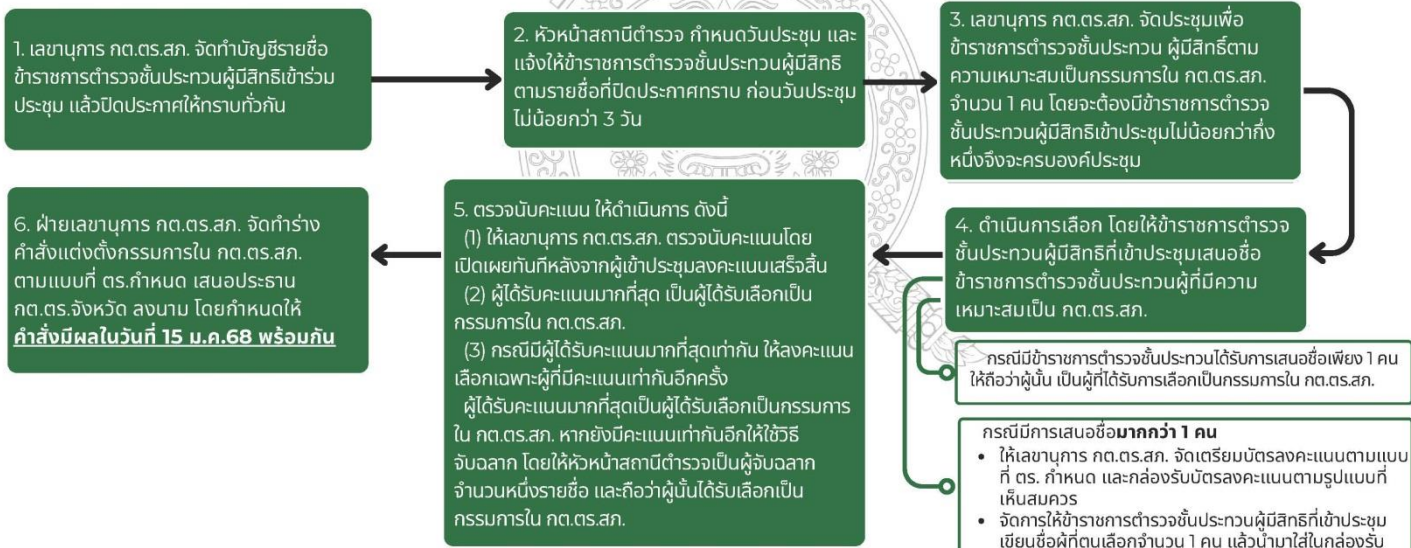 1. เลขานุการ กต.ตร.สภ. จัดทำบัญชีรายชื่อ
ข้าราชการตำรวจชั้นประทวนผู้มีสิทธิเข้าร่วม
ประชุม แล้วปิดประกาศให้ทราบทั่วกัน
2. หัวหน้าสถานีตำรวจ กำหนดวันประชุม และ
แจ้งให้ข้าราชการตำรวจชั้นประทวนผู้มีสิทธิ
ตามรายชื่อที่ปิดประกาศทราบ ก่อนวันประชุม
ไม่น้อยกว่า 3 วัน
3. เลขานุการ กต.ตร.สภ. จัดประชุมเพื่อ
ข้าราชการตำรวจชั้นประทวน ผู้มีสิทธิ์ตาม
ความเหมาะสมเป็นกรรมการใน กต.ตร.สภ.
จำนวน 1 คน โดยจะต้องมีข้าราชการตำรวจ
ชั้นประทวนผู้มีสิทธิเข้าประชุมไม่น้อยกว่ากึ่ง
หนึ่งจึงจะครบองค์ประชุม
4. ดำเนินการเลือก โดยให้ข้าราชการตำรวจ
ชั้นประทวนผู้มีสิทธิที่เข้าประชุมเสนอชื่อ
ข้าราชการตำรวจชั้นประทวนผู้ที่มีความ
เหมาะสมเป็น กต.ตร.สภ.
กรณีมีข้าราชการตำรวจชั้นประทวนได้รับการเสนอชื่อเพียง 1 คน
ให้ถือว่าผู้นั้น เป็นผู้ที่ได้รับการเลือกเป็นกรรมการใน กต.ตร.สภ.
กรณีมีการเสนอชื่อมากกว่า 1 คน
• ให้เลขานุการ กต.ตร.สภ. จัดเตรียมบัตรลงคะแนนตามแบบ
ที่ ตร. กำหนด และกล่องรับบัตรลงคะแนนตามรูปแบบที่
เห็นสมควร
• จัดการให้ข้าราชการตำรวจชั้นประทวนผู้มีสิทธิที่เข้าประชุม
เขียนชื่อผู้ที่ตนเลือกจำนวน 1 คน แล้วนำมาใส่ในกล่องรับ
5. ตรวจนับคะแนน ให้ดำเนินการ ดังนี้
(1) ให้เลขานุการ กต.ตร.สภ. ตรวจนับคะแนนโดย
เปิดเผยทันทีหลังจากผู้เข้าประชุมลงคะแนนเสร็จสิ้น
(2) ผู้ได้รับคะแนนมากที่สุด เป็นผู้ได้รับเลือกเป็น
กรรมการใน กต.ตร.สภ.
(3) กรณีมีผู้ได้รับคะแนนมากที่สุดเท่ากัน ให้ลงคะแนน
เลือกเฉพาะผู้ที่มีคะแนนเท่ากันอีกครั้ง
ผู้ได้รับคะแนนมากที่สุดเป็นผู้ได้รับเลือกเป็นกรรมการ
ใน กต.ตร.สภ. หากยังมีคะแนนเท่ากันอีกให้ใช้วิธี
จับฉลาก โดยให้หัวหน้าสถานีตำรวจเป็นผู้จับฉลาก
จำนวนหนึ่งรายชื่อ และถือว่าผู้นั้นได้รับเลือกเป็น
กรรมการใน กต.ตร.สภ.
6. ฝ่ายเลขานุการ กต.ตร.สภ. จัดทำร่าง
คำสั่งแต่งตั้งกรรมการใน กต.ตร.สภ.
ตามแบบที่ ตร.กำหนด เสนอประธาน
กต.ตร.จังหวัด ลงนาม โดยกำหนดให้
คำสั่งมีผลในวันที่ 15 ม.ค.68 พร้อมกัน